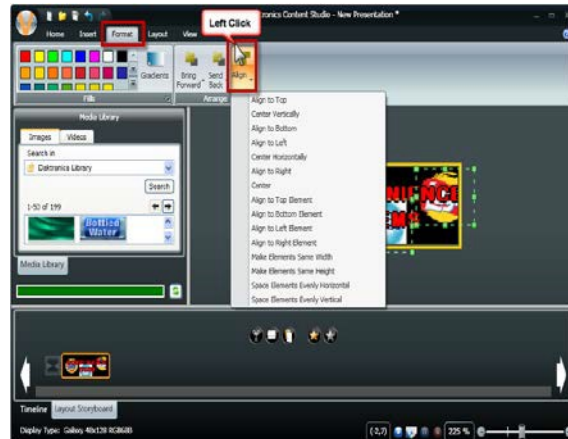 Left Click
ronics Content Studio - New Presentation *
Home Insert Format Layout View
Gradients
Bring Forward
Send Back
Align
Fills
Arrange
Media Library
Images Videos
Search in
Daktronics Library
Search
1-50 of 199
Bottled
Water
Media Library
Align to Top
Center Vertically
Align to Bottom
Align to Left
Center Horizontally
Align to Right
Center
Align to Top Element
Align to Bottom Element
Align to Left Element
Align to Right Element
Make Elements Same Width
Make Elements Same Height
Space Elements Evenly Horizontal
Space Elements Evenly Vertical
Timeline Layout Storyboard
Display Type: Galaxy 48x128 RGB68B (-2,7) 225 %